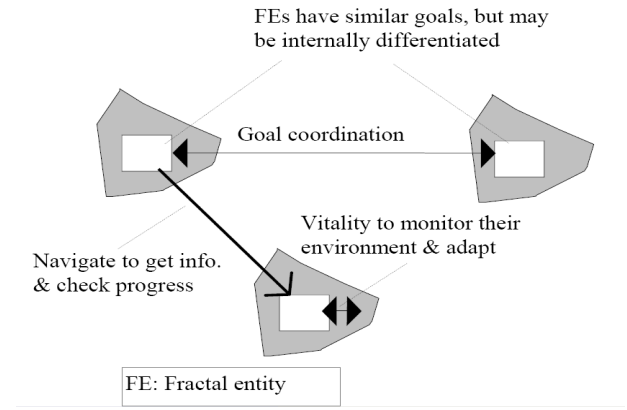 FEs have similar goals, but may
be internally differentiated
Goal coordination
Vitality to monitor their
environment & adapt
Navigate to get info.
& check progress
FE: Fractal entity